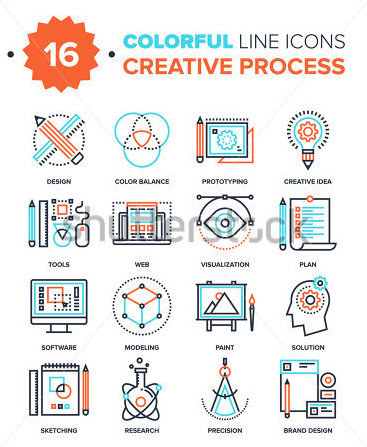 16
COLORFUL LINE ICONS
CREATIVE PROCESS
DESIGN
COLOR BALANCE
PROTOTYPING
CREATIVE IDEA
TOOLS
WEB
VISUALIZATION
PLAN
shutterstock
SOFTWARE
MODELING
PAINT
SOLUTION
SKETCHING
RESEARCH
PRECISION
BRAND DESIGN